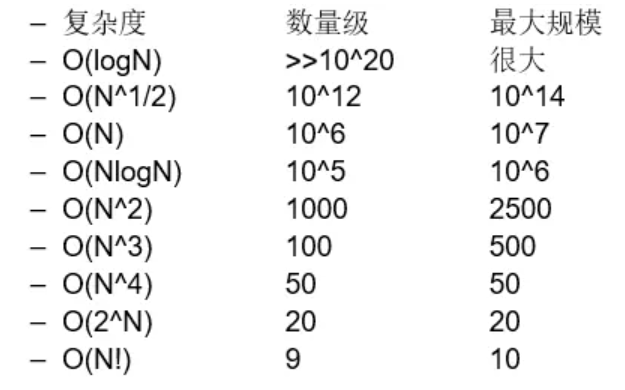 – 复杂度 数量级 最大规模
– O(logN) >>10^20 很大
– O(N^1/2) 10^12 10^14
– O(N) 10^6 10^7
– O(NlogN) 10^5 10^6
– O(N^2) 1000 2500
– O(N^3) 100 500
– O(N^4) 50 50
– O(2^N) 20 20
– O(N!) 9 10